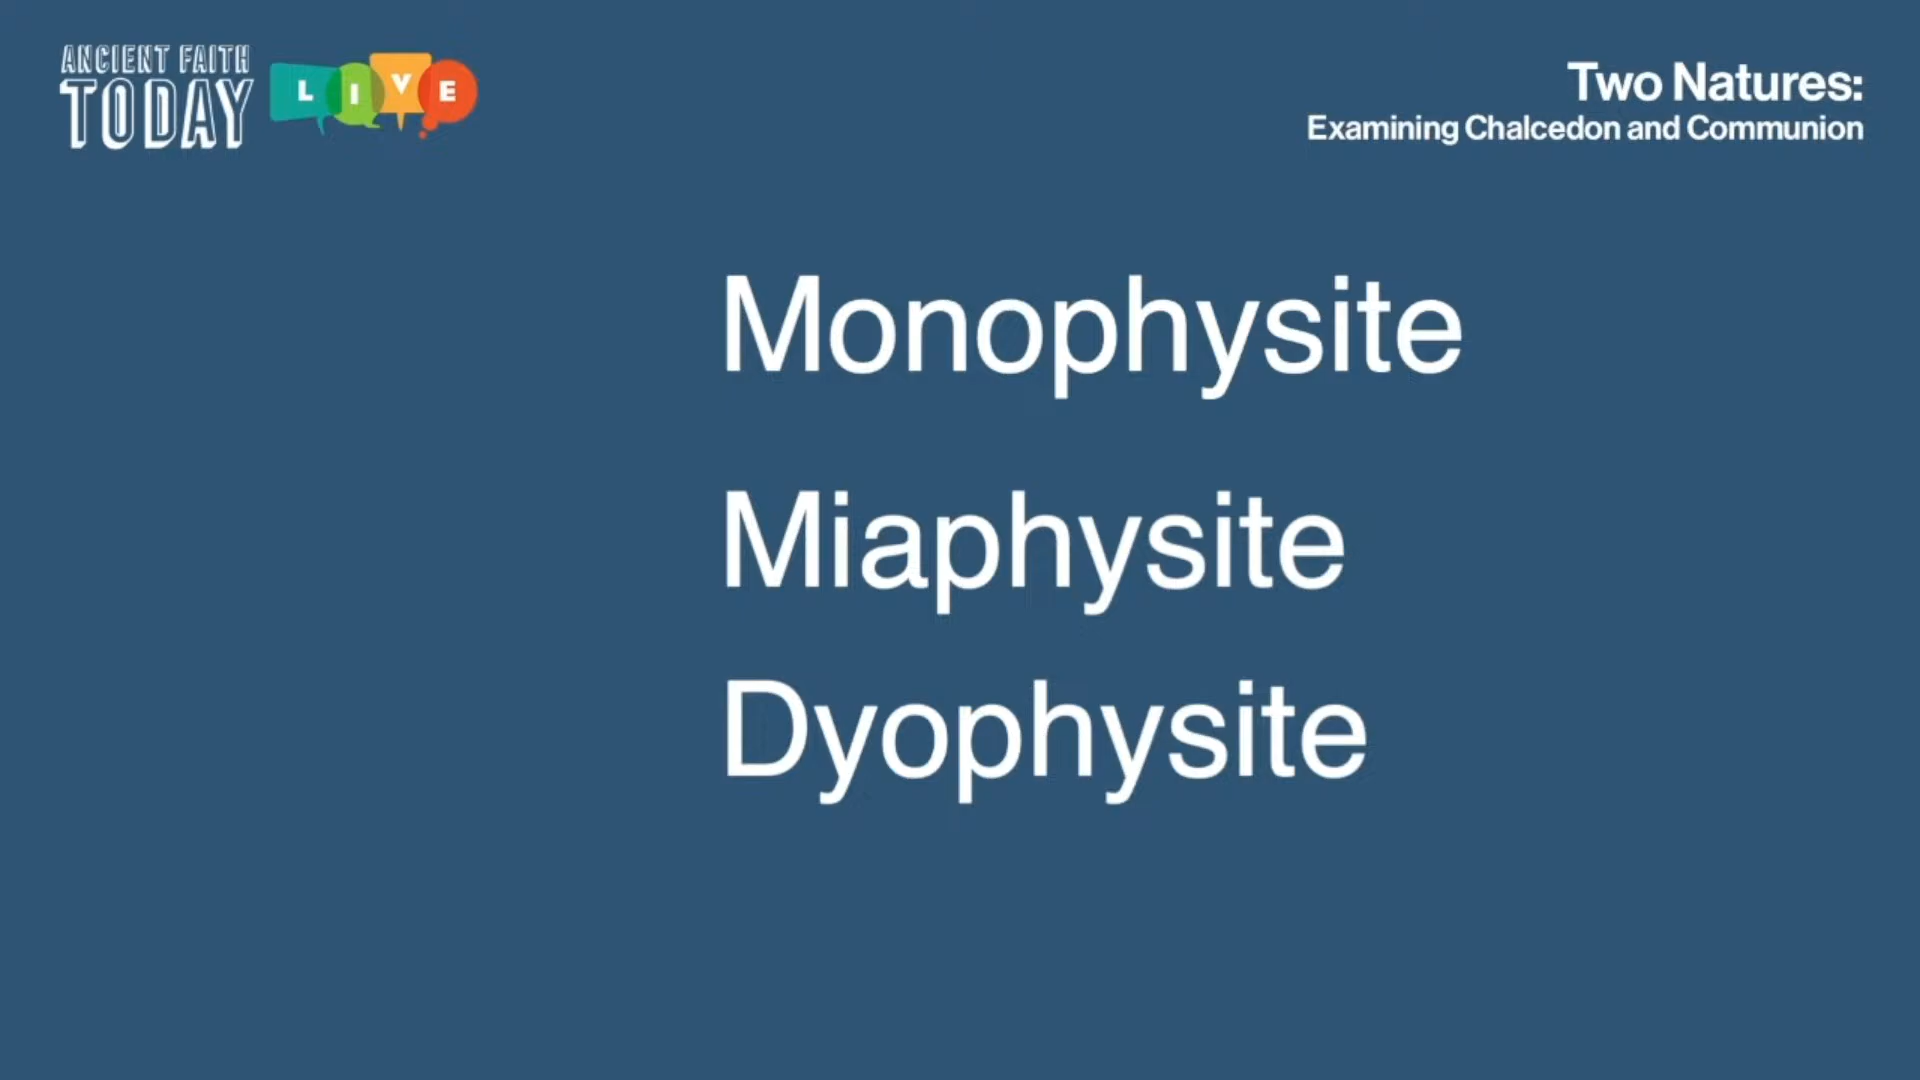 ANCIENT FAITH
TODAY
LIVE
Two Natures:
Examining Chalcedon and Communion
Monophysite
Miaphysite
Dyophysite